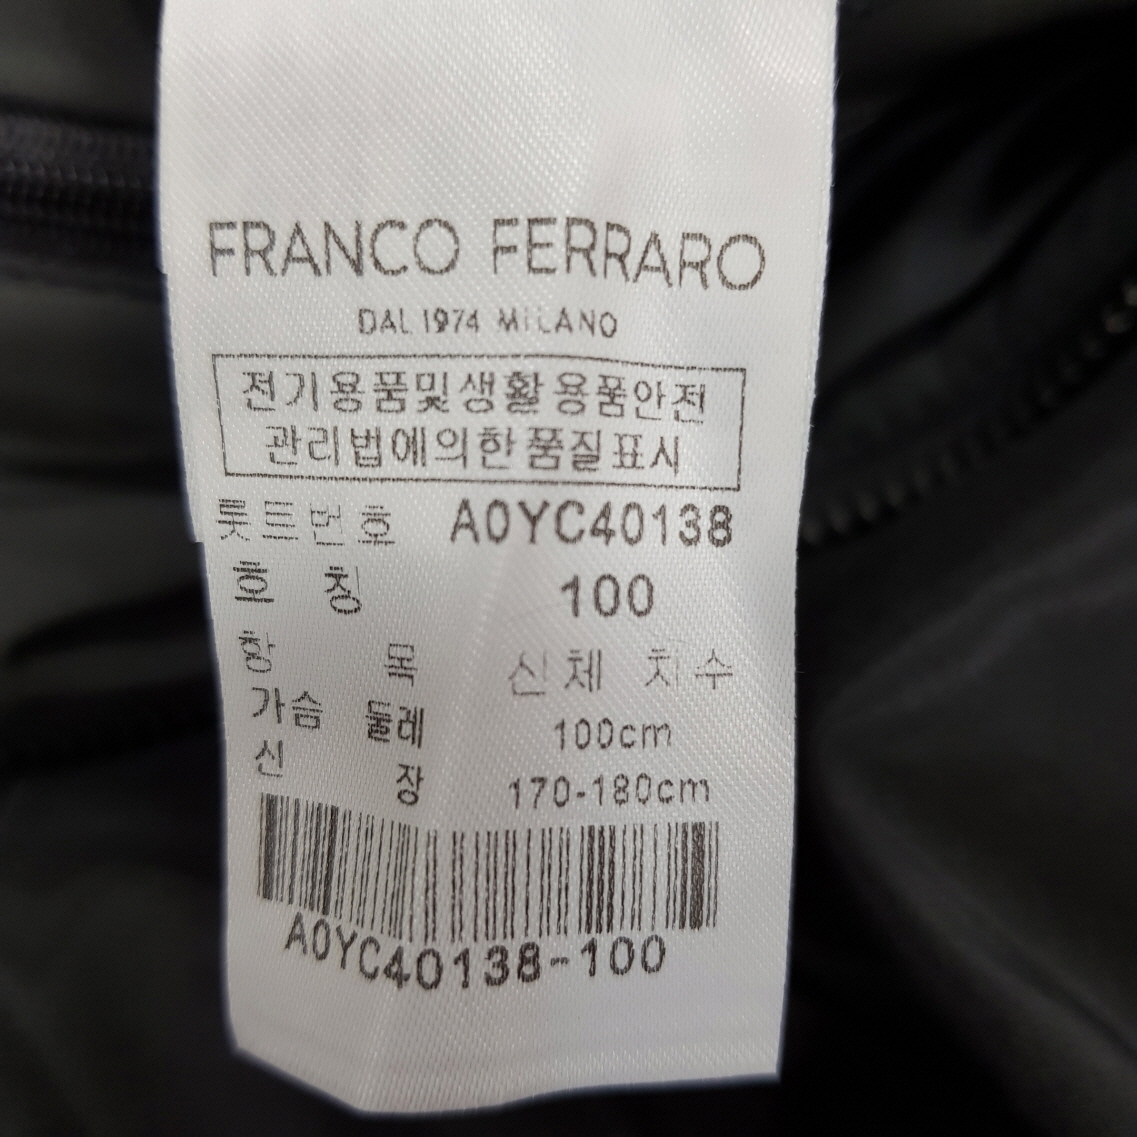 FRANCO FERRARO
DAL 1974 MILANO
전기용품및생활용품안전
관리법에의한품질표시
롯트번호 A0YC40138
호 칭 100
항 목 신체 치수
가슴 둘레 100cm
신 장 170-180cm
A0YC40138-100